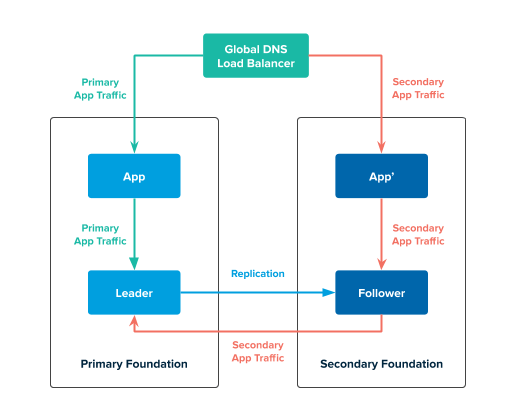 Global DNS
Load Balancer
Primary
App Traffic
Secondary
App Traffic
App
App’
Primary
App Traffic
Secondary
App Traffic
Leader
Replication
Follower
Secondary
App Traffic
Primary Foundation
Secondary Foundation